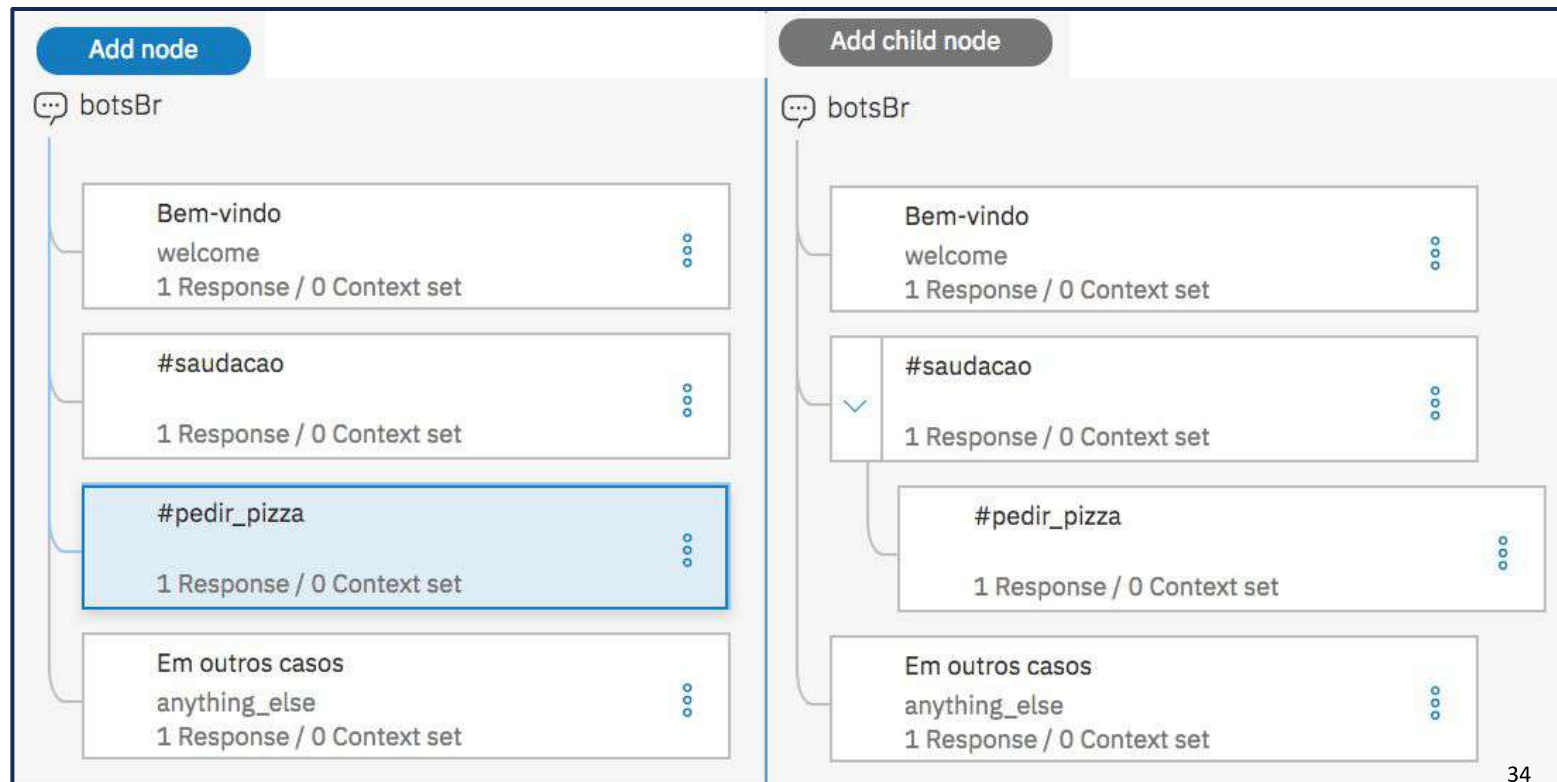 Add node
botsBr
Bem-vindo
welcome
1 Response / 0 Context set
#saudacao
1 Response / 0 Context set
#pedir_pizza
1 Response / 0 Context set
Em outros casos
anything_else
1 Response / 0 Context set
Add child node
botsBr
Bem-vindo
welcome
1 Response / 0 Context set
#saudacao
1 Response / 0 Context set
#pedir_pizza
1 Response / 0 Context set
Em outros casos
anything_else
1 Response / 0 Context set
34